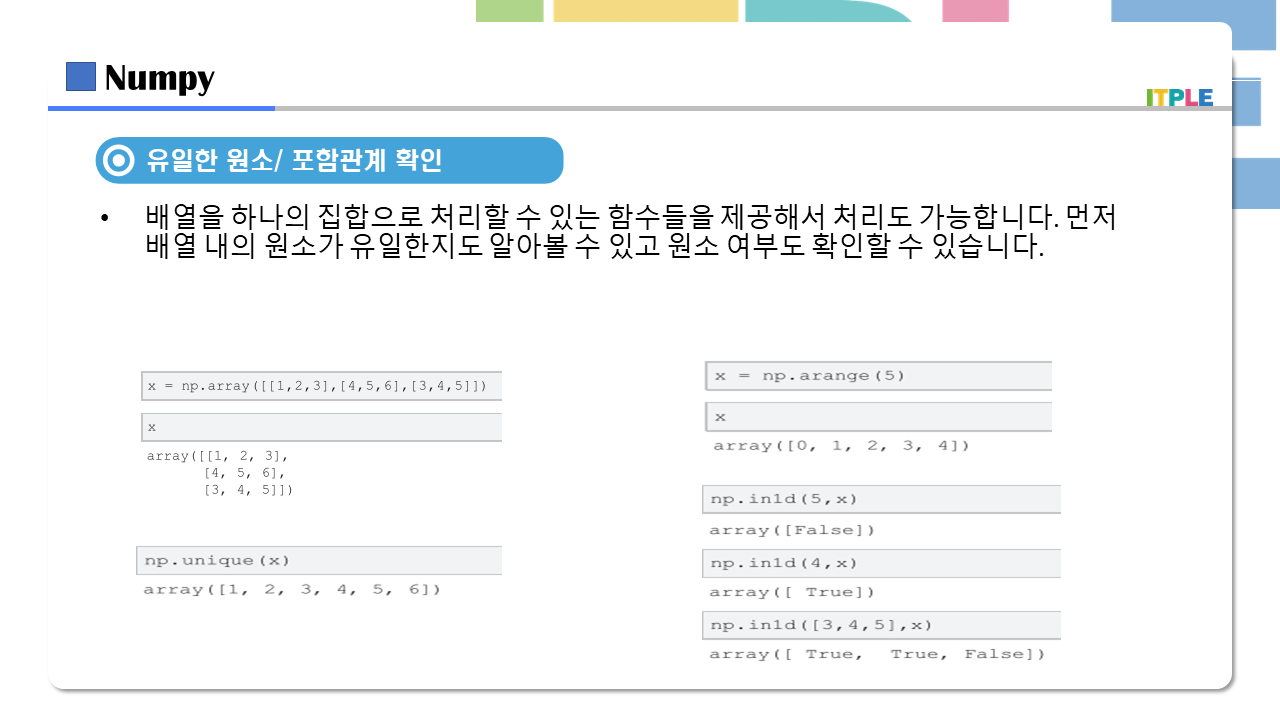 Numpy
ITPLE
유일한 원소/ 포함관계 확인
• 배열을 하나의 집합으로 처리할 수 있는 함수들을 제공해서 처리도 가능합니다. 먼저
배열 내의 원소가 유일한지도 알아볼 수 있고 원소 여부도 확인할 수 있습니다.
x = np.array([[1,2,3],[4,5,6],[3,4,5]])
x
array([[1, 2, 3],
[4, 5, 6],
[3, 4, 5]])
np.unique(x)
array([1, 2, 3, 4, 5, 6])
x = np.arange(5)
x
array([0, 1, 2, 3, 4])
np.in1d(5,x)
array([False])
np.in1d(4,x)
array([ True])
np.in1d([3,4,5],x)
array([ True, True, False])